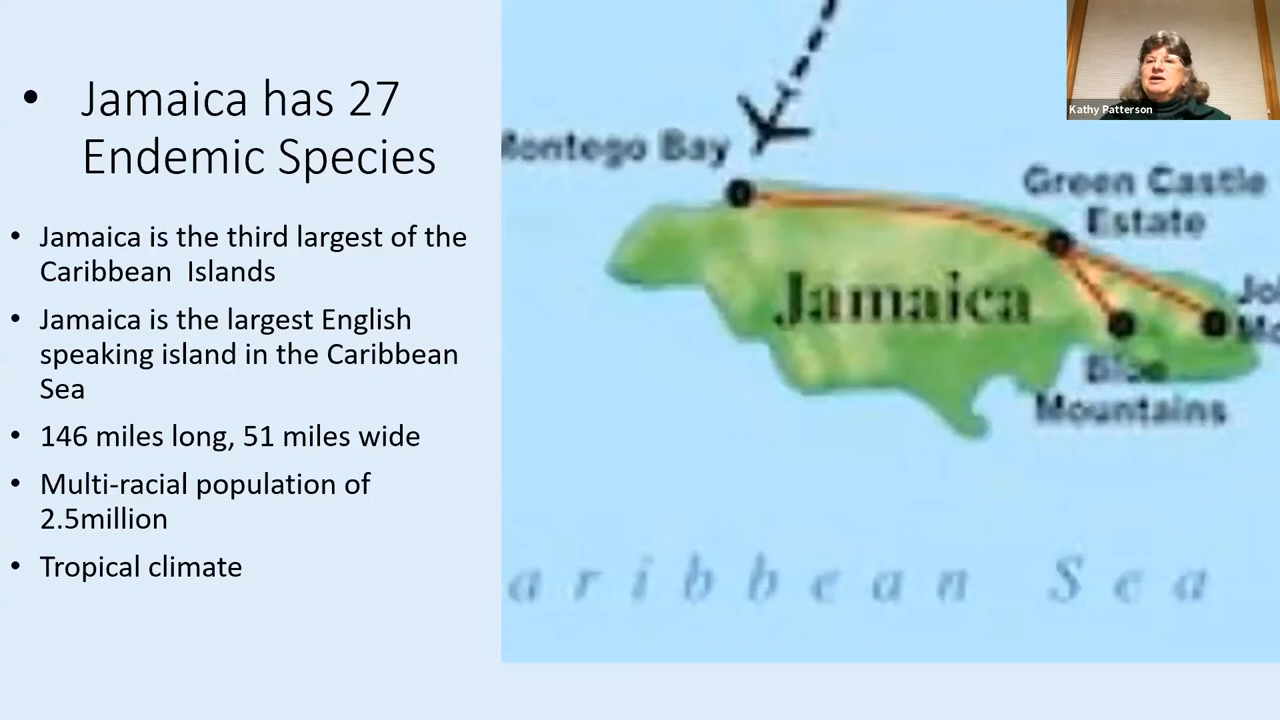 • Jamaica has 27
Endemic Species
• Jamaica is the third largest of the
Caribbean Islands
• Jamaica is the largest English
speaking island in the Caribbean
Sea
• 146 miles long, 51 miles wide
• Multi-racial population of
2.5million
• Tropical climate
Montego Bay
Green Castle
Estate
Jamaica
Blue
Mountains
aribbean Sea
Kathy Patterson